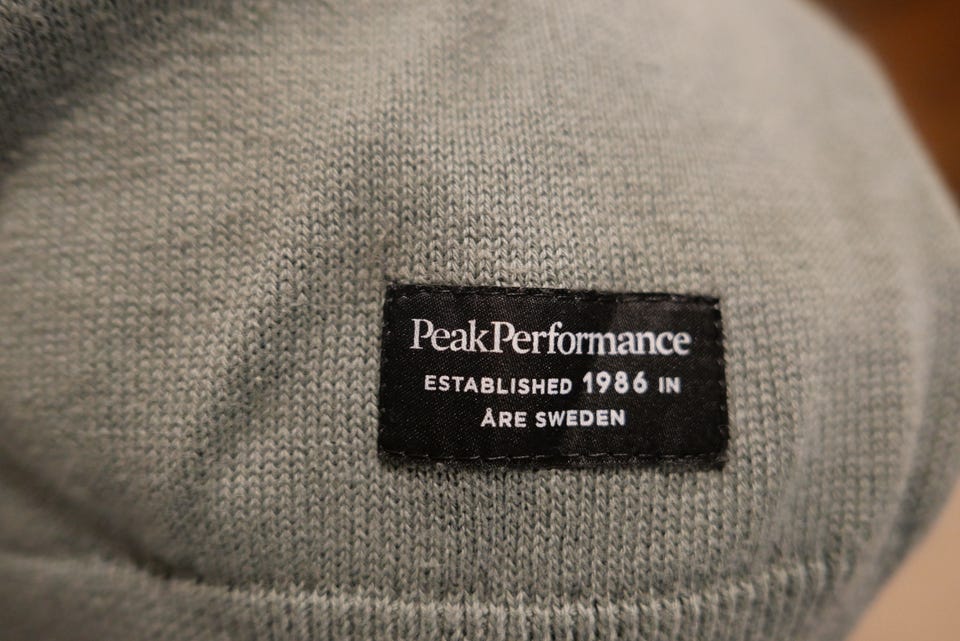 PeakPerformance
ESTABLISHED 1986 IN
ÅRE SWEDEN